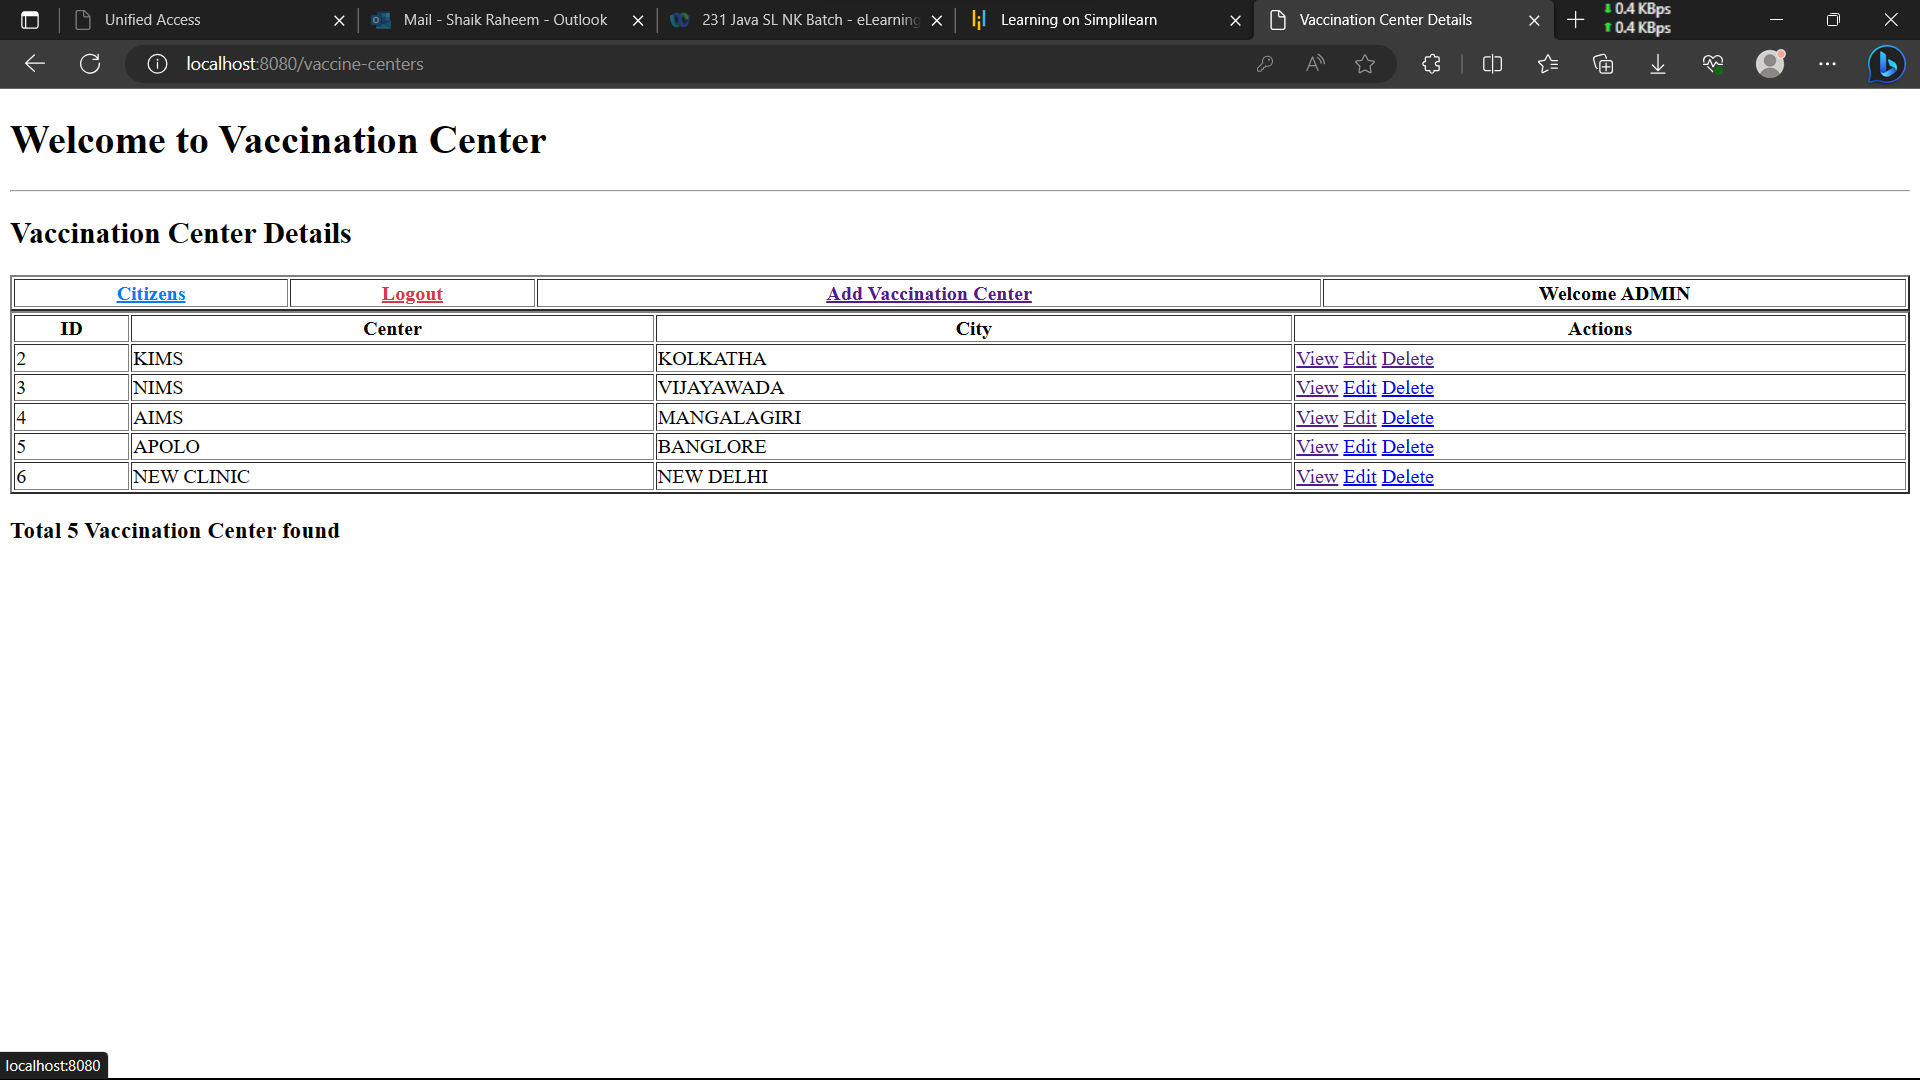 Unified Access
Mail - Shaik Raheem - Outlook
231 Java SL NK Batch - eLearning
Learning on Simplilearn
Vaccination Center Details
0.4 KBps
0.4 KBps
localhost:8080/vaccine-centers
Welcome to Vaccination Center
Vaccination Center Details
Citizens Logout Add Vaccination Center Welcome ADMIN
ID Center City Actions
2 KIMS KOLKATHA View Edit Delete
3 NIMS VIJAYAWADA View Edit Delete
4 AIMS MANGALAGIRI View Edit Delete
5 APOLO BANGLORE View Edit Delete
6 NEW CLINIC NEW DELHI View Edit Delete
Total 5 Vaccination Center found
localhost:8080